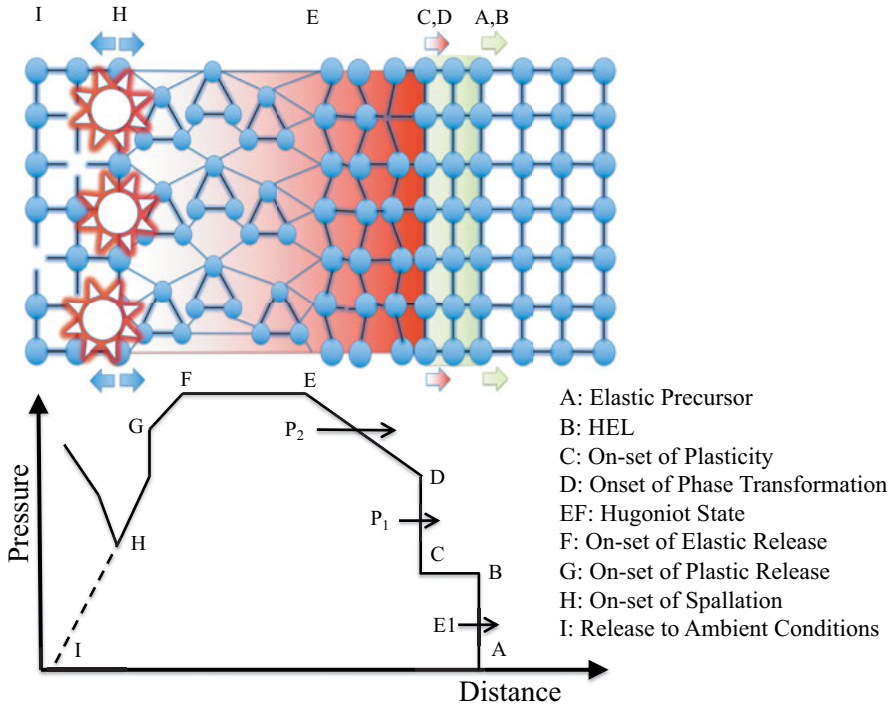 I H E C,D A,B
F E
G
P2
D
P1
C
H
B
E1
I
A
Pressure
Distance
A: Elastic Precursor
B: HEL
C: On-set of Plasticity
D: Onset of Phase Transformation
EF: Hugoniot State
F: On-set of Elastic Release
G: On-set of Plastic Release
H: On-set of Spallation
I: Release to Ambient Conditions